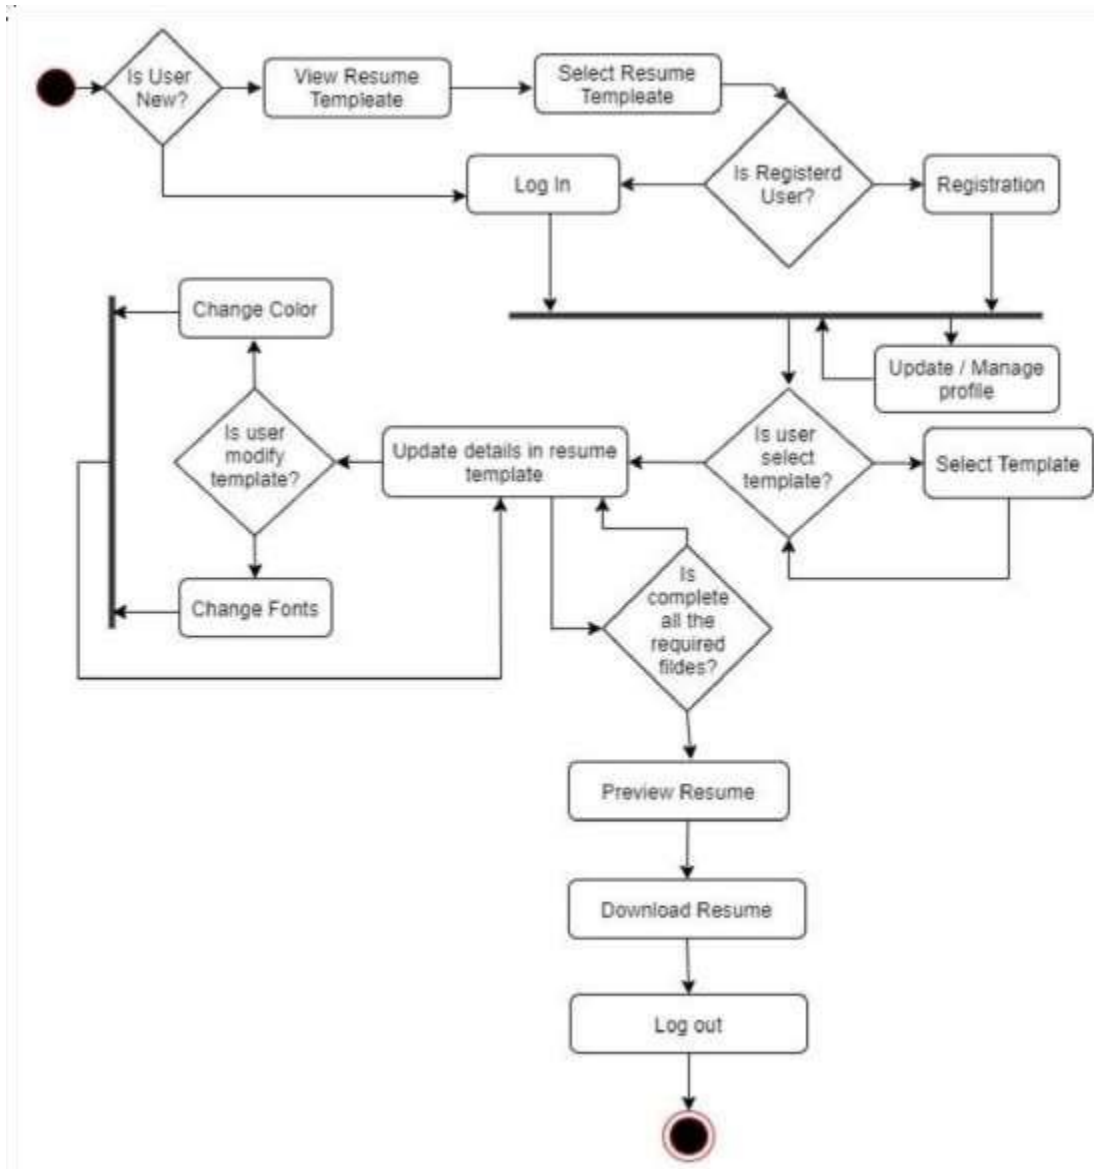 Is User
New?
View Resume
Templeate
Select Resume
Templeate
Is Registerd
User?
Log In
Registration
Change Color
Update / Manage
profile
Is user
modify
template?
Update details in resume
template
Is user
select
template?
Select Template
Change Fonts
Is
complete
all the
required
fildes?
Preview Resume
Download Resume
Log out